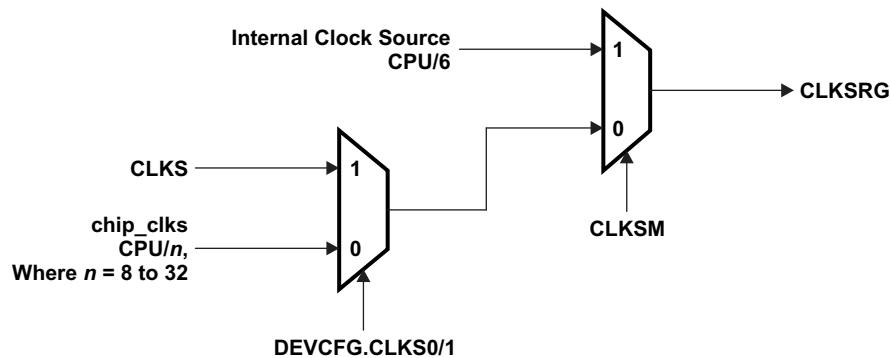 Internal Clock Source
CPU/6
1
CLKSRG
0
CLKS
1
chip_clks
CPU/n,
Where n = 8 to 32
0
CLKSM
DEVCFG.CLKS0/1